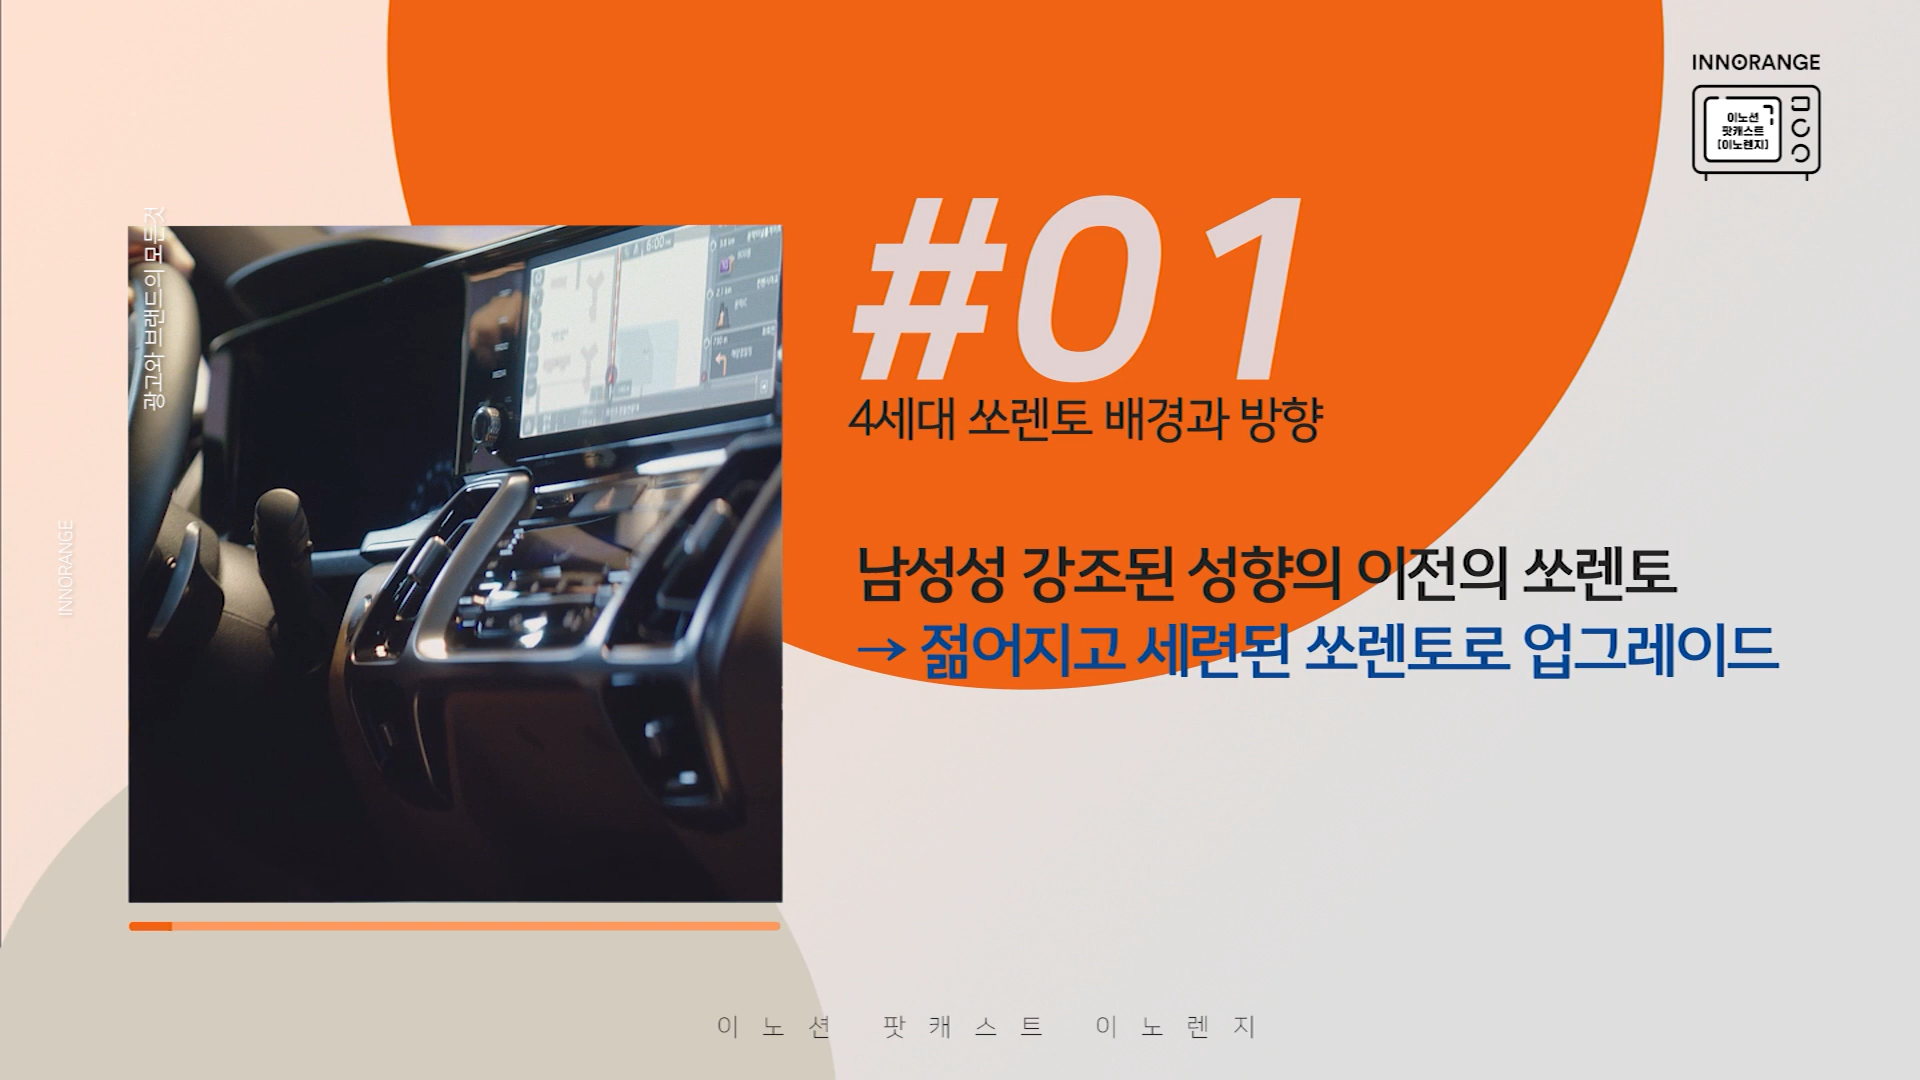 INNORANGE
이노션
팟캐스트
[이노렌지]
광고와 브랜드의 모든것
INNORANGE
#01
4세대 쏘렌토 배경과 방향
남성성 강조된 성향의 이전의 쏘렌토
→ 젊어지고 세련된 쏘렌토로 업그레이드
6:00
이노션 팟캐스트 이노렌지